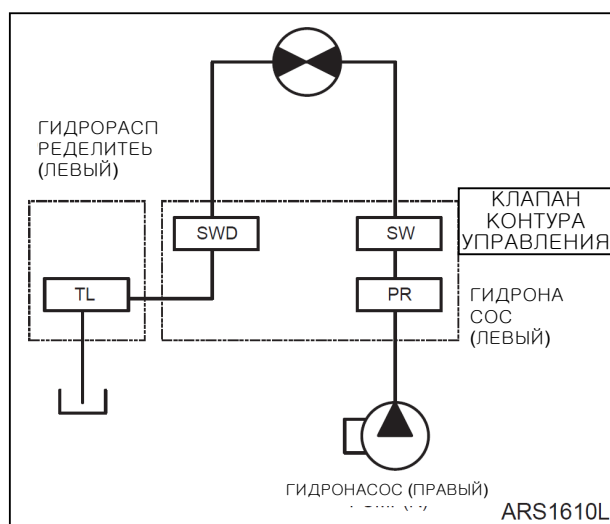 ГИДРОРАСП
РЕДЕЛИТЕЬ
(ЛЕВЫЙ)
КЛАПАН
КОНТУРА
УПРАВЛЕНИЯ
SWD
SW
TL
PR
ГИДРОНА
СОС
(ЛЕВЫЙ)
ГИДРОНАСОС (ПРАВЫЙ)
ARS1610L